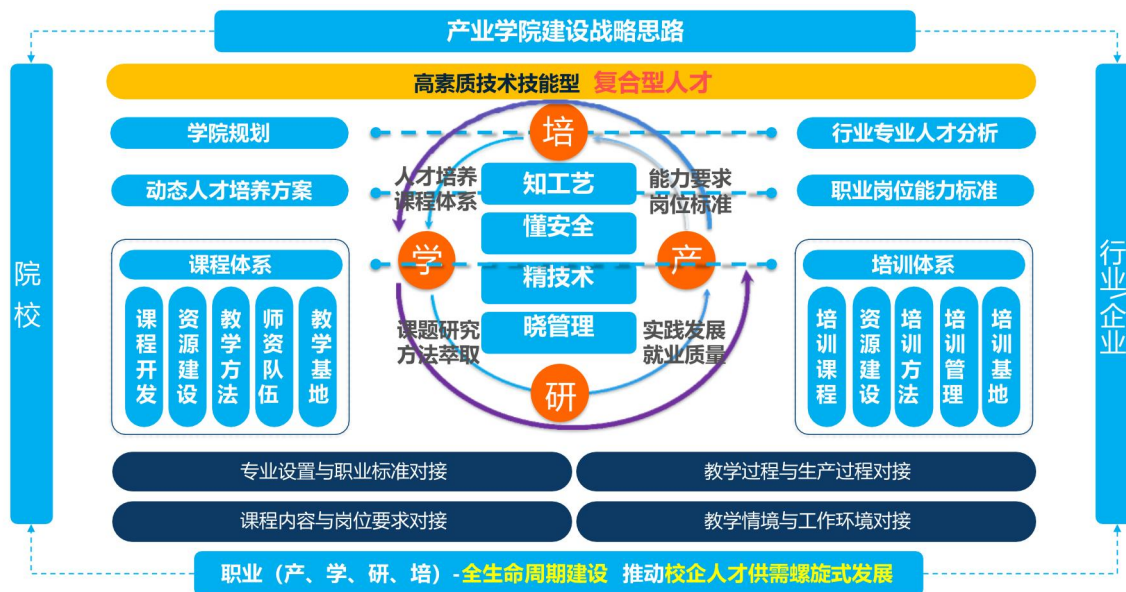 产业学院建设战略思路
高素质技术技能型 复合型人才
院校
行业/企业
学院规划
培
行业专业人才分析
动态人才培养方案
人才培养
课程体系
知工艺
能力要求
岗位标准
职业岗位能力标准
懂安全
学
产
课程体系
课程开发
资源建设
教学方法
师资队伍
教学基地
精技术
晓管理
课题研究
方法萃取
实践发展
就业质量
研
培训体系
培训课程
资源建设
培训方法
培训管理
培训基地
专业设置与职业标准对接
教学过程与生产过程对接
课程内容与岗位要求对接
教学情境与工作环境对接
职业（产、学、研、培）-全生命周期建设 推动校企人才供需螺旋式发展